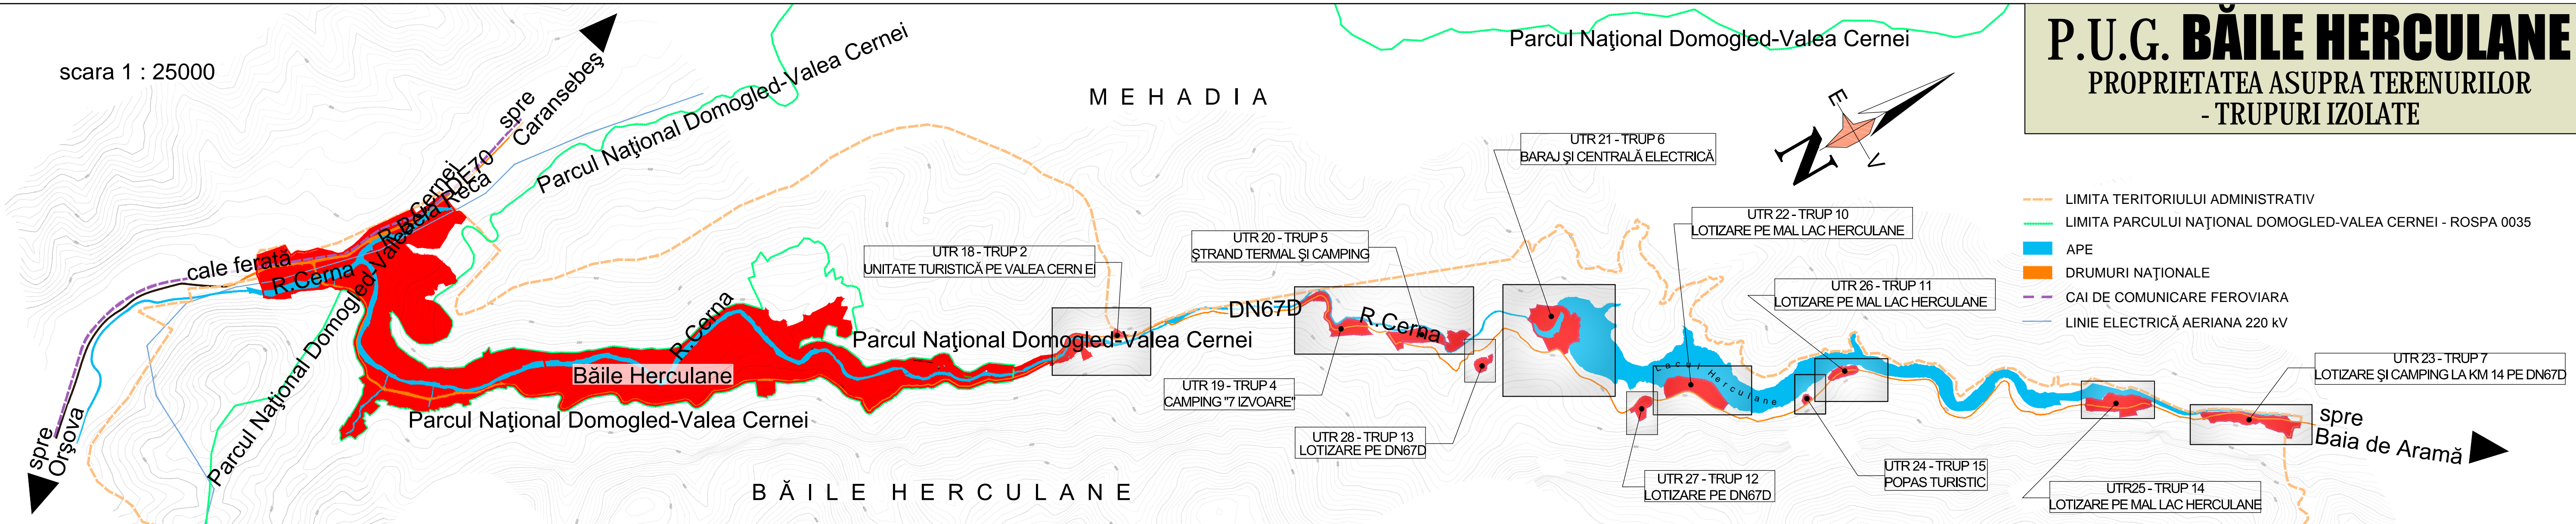 scara 1 : 25000
P.U.G. BĂILE HERCULANE
PROPRIETATEA ASUPRA TERENURILOR
- TRUPURI IZOLATE
spre
Caransebeş
Parcul Naţional Domogled-Valea Cernei
Parcul Naţional Domogled-Valea Cernei
M E H A D I A
E
N
V
UTR 21 - TRUP 6
BARAJ ŞI CENTRALĂ ELECTRICĂ
LIMITA TERITORIULUI ADMINISTRATIV
LIMITA PARCULUI NAŢIONAL DOMOGLED-VALEA CERNEI - ROSPA 0035
APE
DRUMURI NAŢIONALE
CAI DE COMUNICARE FEROVIARA
LINIE ELECTRICĂ AERIANA 220 kV
DE70
R.Bela Reca
cale ferată
R.Cerna
Parcul Naţional Domogled-Valea Cernei
UTR 18 - TRUP 2
UNITATE TURISTICĂ PE VALEA CERN EI
UTR 20 - TRUP 5
ŞTRAND TERMAL ŞI CAMPING
UTR 22 - TRUP 10
LOTIZARE PE MAL LAC HERCULANE
UTR 26 - TRUP 11
LOTIZARE PE MAL LAC HERCULANE
R.Cerna
DN67D
R.Cerna
Parcul Naţional Domogled-Valea Cernei
Băile Herculane
Lacul Herculane
UTR 23 - TRUP 7
LOTIZARE ŞI CAMPING LA KM 14 PE DN67D
UTR 19 - TRUP 4
CAMPING "7 IZVOARE"
Parcul Naţional Domogled-Valea Cernei
spre
Orşova
spre
Baia de Aramă
UTR 28 - TRUP 13
LOTIZARE PE DN67D
UTR 27 - TRUP 12
LOTIZARE PE DN67D
UTR 24 - TRUP 15
POPAS TURISTIC
UTR25 - TRUP 14
LOTIZARE PE MAL LAC HERCULANE
B Ă I L E H E R C U L A N E